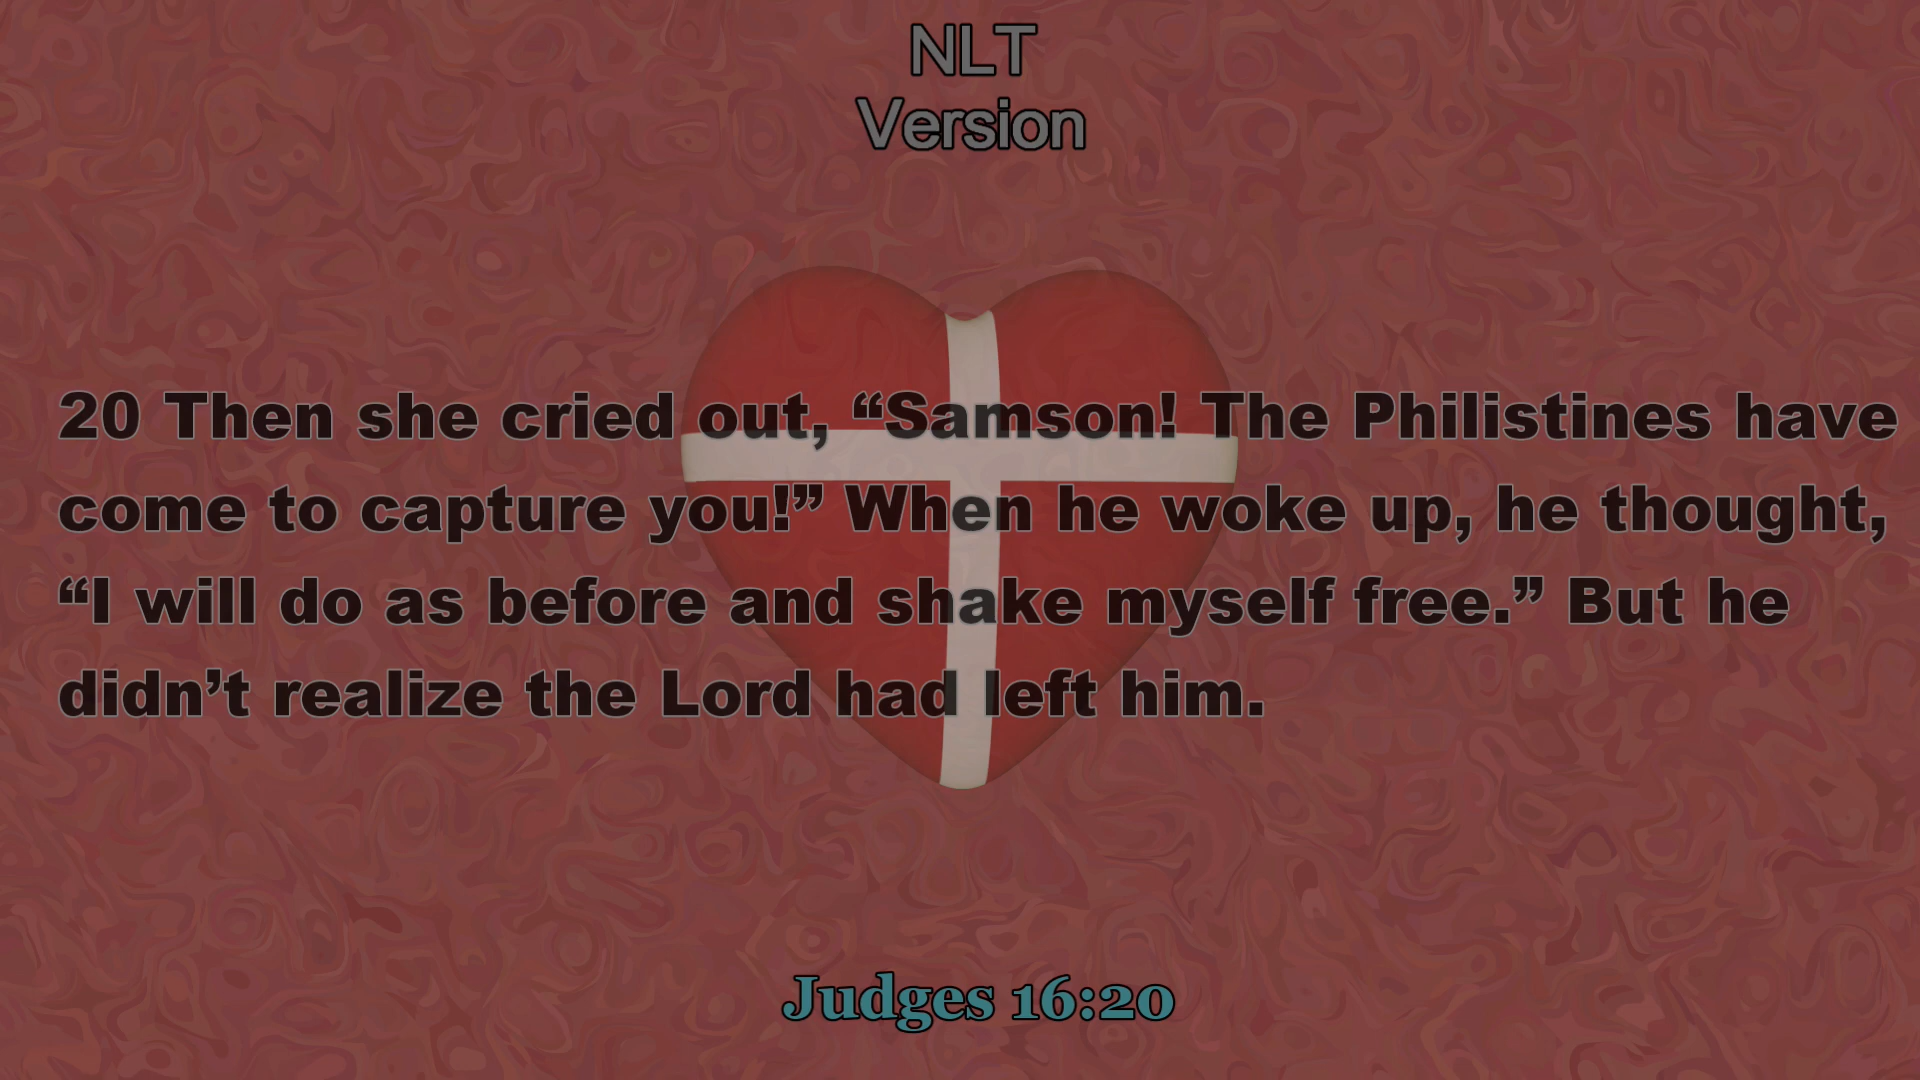 NLT
Version
20 Then she cried out, “Samson! The Philistines have
come to capture you!” When he woke up, he thought,
“I will do as before and shake myself free.” But he
didn’t realize the Lord had left him.
Judges 16:20